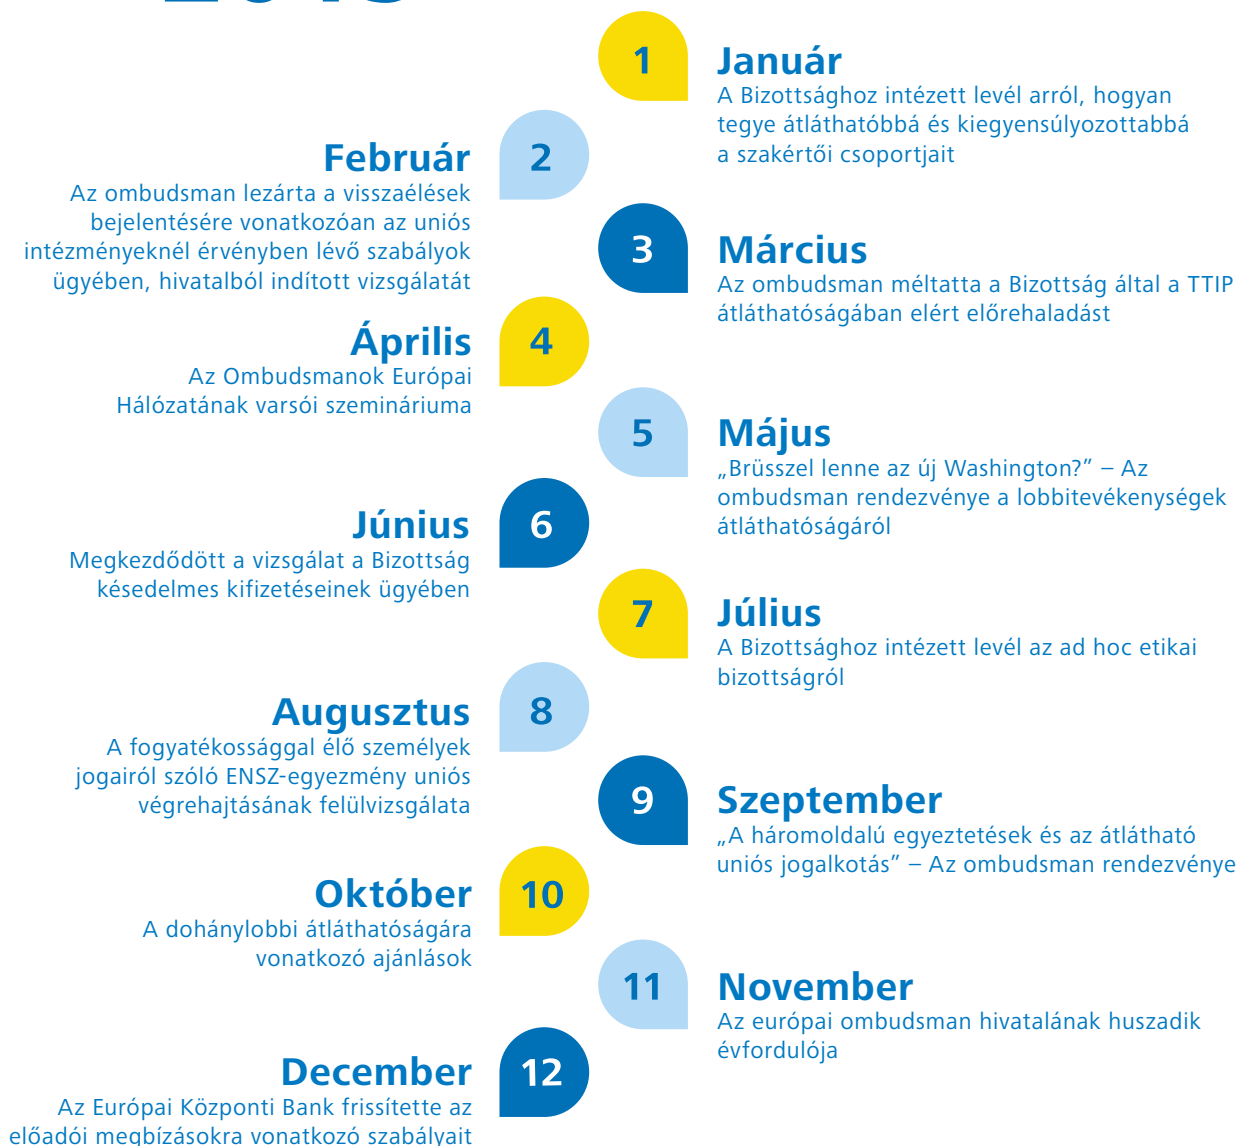 1
Január
A Bizottsághoz intézett levél arról, hogyan
tegye átláthatóbbá és kiegyensúlyozottabbá
a szakértői csoportjait
2
Február
Az ombudsman lezárta a visszaélések
bejelentésére vonatkozóan az uniós
intézményeknél érvényben lévő szabályok
ügyében, hivatalból indított vizsgálatát
3
Március
Az ombudsman méltatta a Bizottság által a TTIP
átláthatóságában elért előrehaladást
4
Április
Az Ombudsmanok Európai
Hálózatának varsói szemináriuma
5
Május
„Brüsszel lenne az új Washington?” – Az
ombudsman rendezvénye a lobbitevékenységek
átláthatóságáról
6
Június
Megkezdődött a vizsgálat a Bizottság
késedelmes kifizetéseinek ügyében
7
Július
A Bizottsághoz intézett levél az ad hoc etikai
bizottságról
8
Augusztus
A fogyatékossággal élő személyek
jogairól szóló ENSZ-egyezmény uniós
végrehajtásának felülvizsgálata
9
Szeptember
„A háromoldalú egyeztetések és az átlátható
uniós jogalkotás” – Az ombudsman rendezvénye
10
Október
A dohánylobbi átláthatóságára
vonatkozó ajánlások
11
November
Az európai ombudsman hivatalának huszadik
évfordulója
12
December
Az Európai Központi Bank frissítette az
előadói megbízásokra vonatkozó szabályait